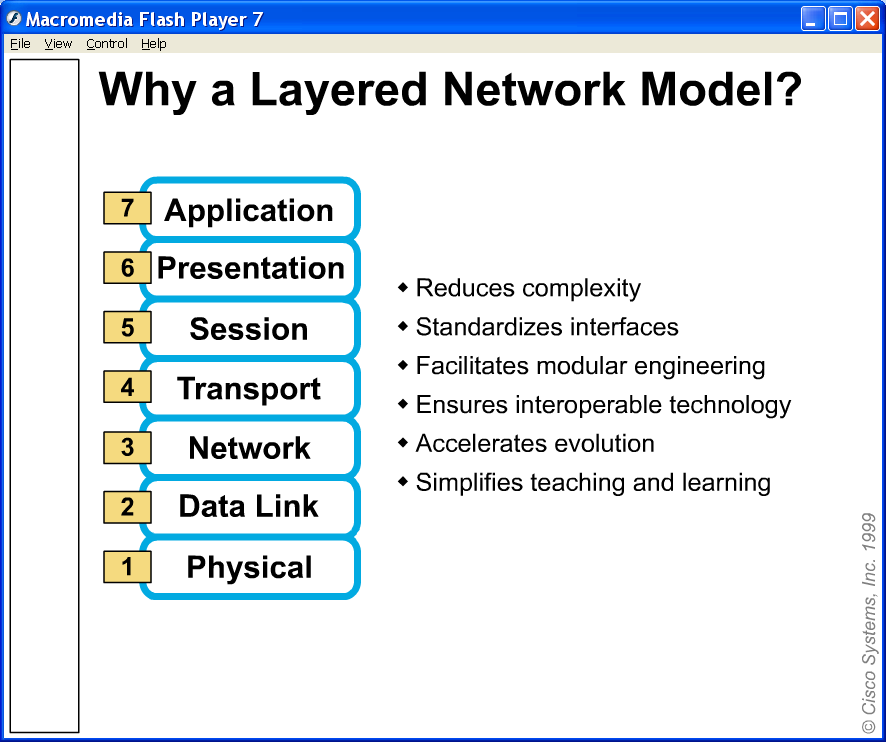 Macromedia Flash Player 7
File View Control Help
Why a Layered Network Model?
7 Application
6 Presentation
5 Session
4 Transport
3 Network
2 Data Link
1 Physical
Reduces complexity
Standardizes interfaces
Facilitates modular engineering
Ensures interoperable technology
Accelerates evolution
Simplifies teaching and learning
© Cisco Systems, Inc. 1999